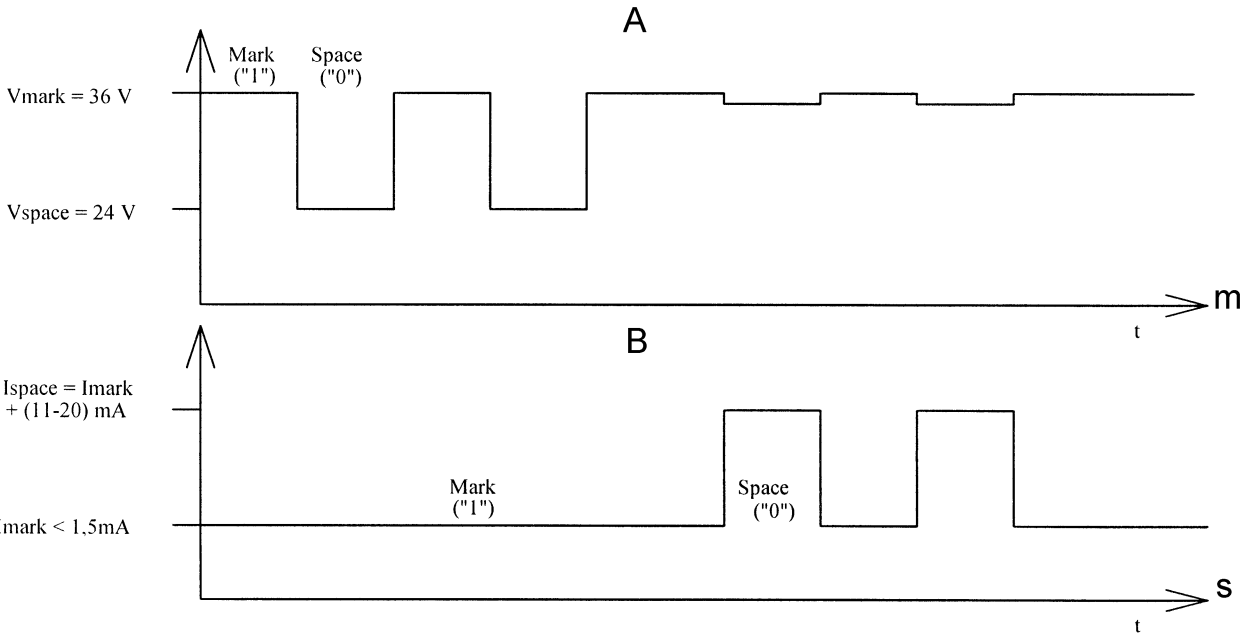 A
Mark
("1")
Space
("0")
Vmark = 36 V
Vspace = 24 V
m
t
B
Ispace = Imark
+ (11-20) mA
Mark
("1")
Space
("0")
Imark < 1,5mA
s
t